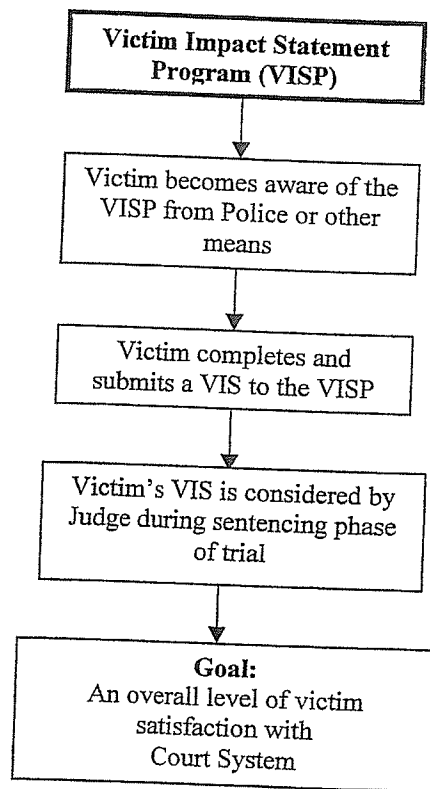 Victim Impact Statement
Program (VISP)
Victim becomes aware of the
VISP from Police or other
means
Victim completes and
submits a VIS to the VISP
Victim's VIS is considered by
Judge during sentencing phase
of trial
Goal:
An overall level of victim
satisfaction with
Court System